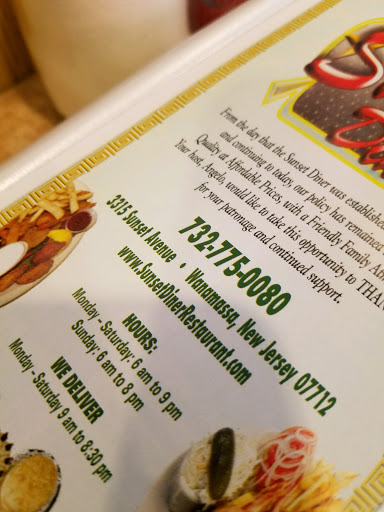 From the day that the Sunset Diner was established
and continuing to today, our policy has remained
Quality at Affordable Prices, with a Friendly Family
Your host, Angelo, would like to take this opportunity to
for your patronage and continued support.
732-775-0080
3315 Sunset Avenue • Wanamassa, New Jersey 07712
www.SunsetDinerRestaurant.com
HOURS:
Monday - Saturday: 6 am to 9 pm
Sunday: 6 am to 8 pm
WE DELIVER
Monday - Saturday 9 am to 8:30 pm